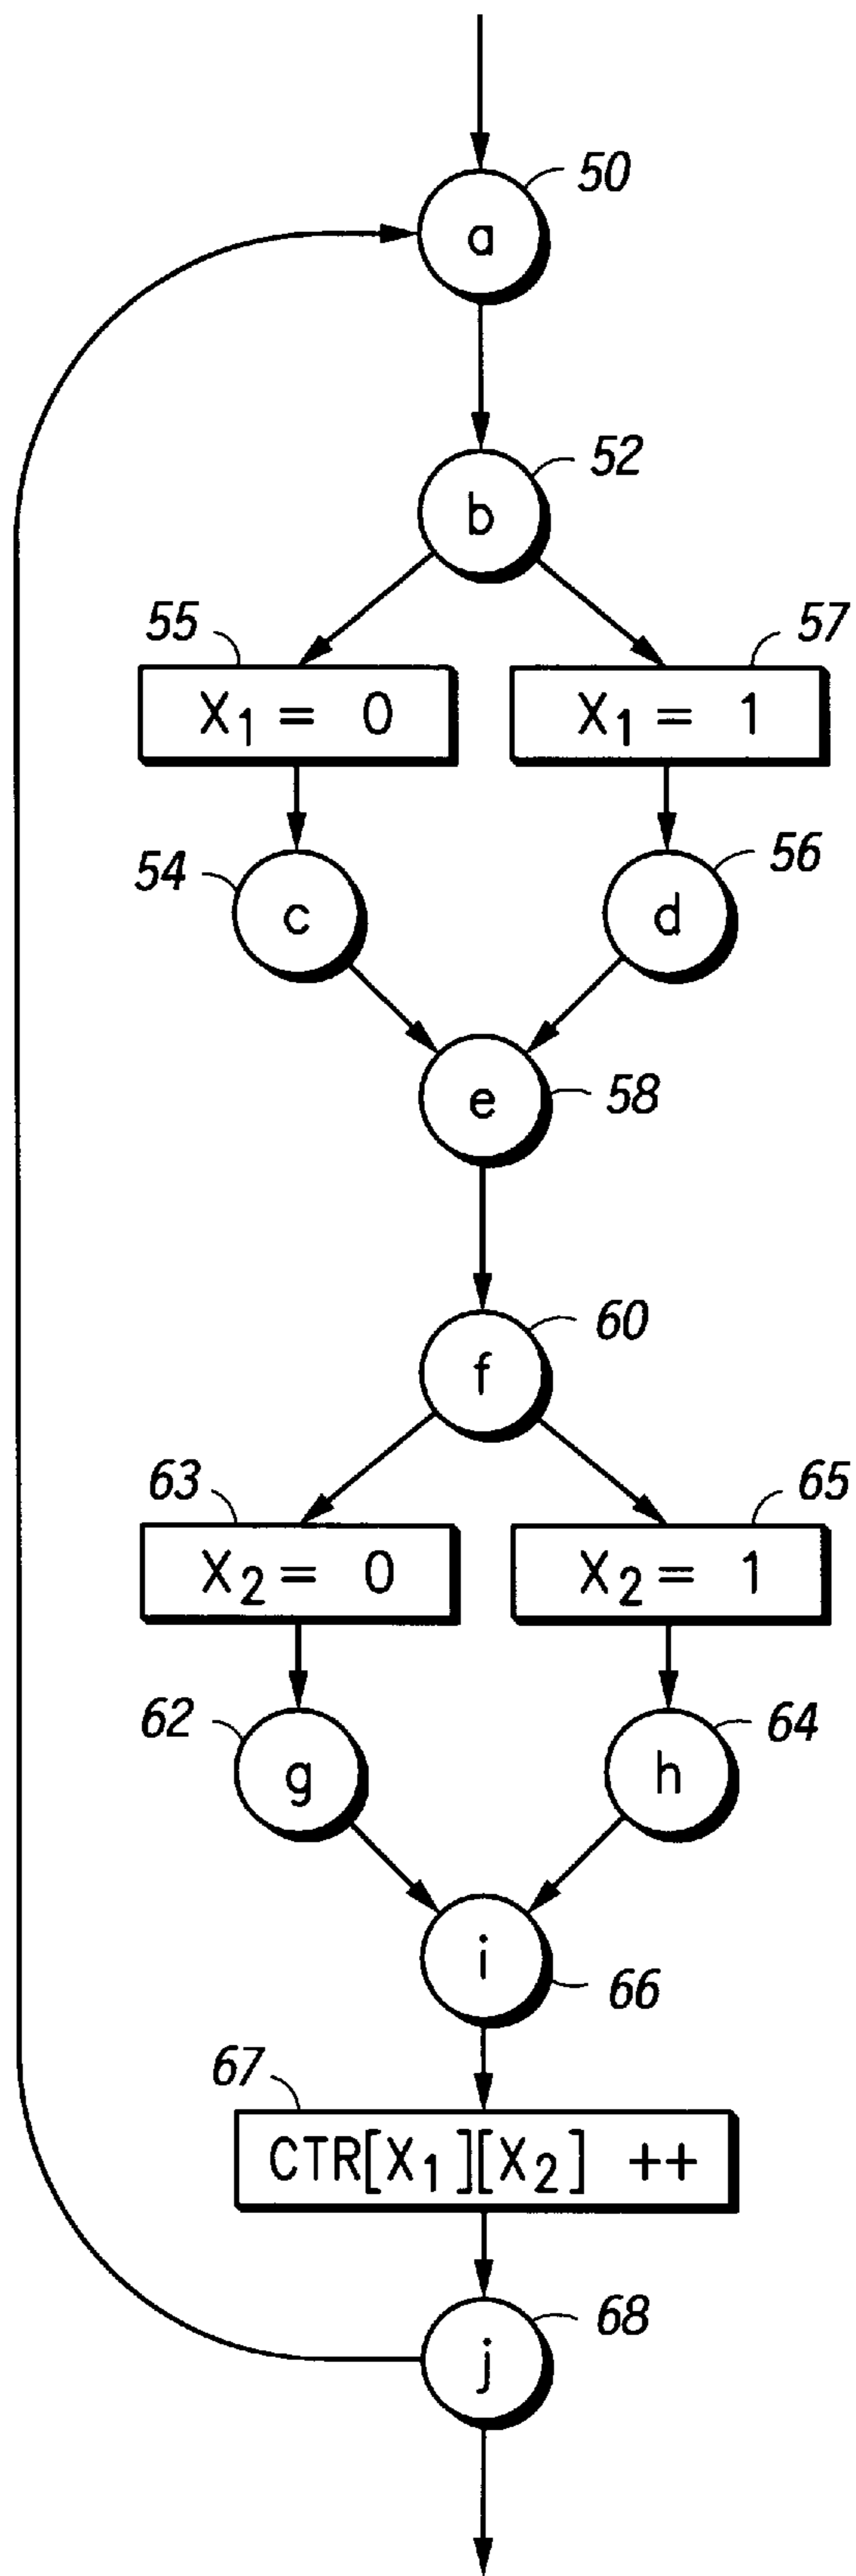 50
a
52
b
55
57
X₁ = 0
X₁ = 1
54
56
c
d
e
58
60
f
63
65
X₂ = 0
X₂ = 1
62
64
g
h
i
66
67
CTR[X₁][X₂] ++
68
j